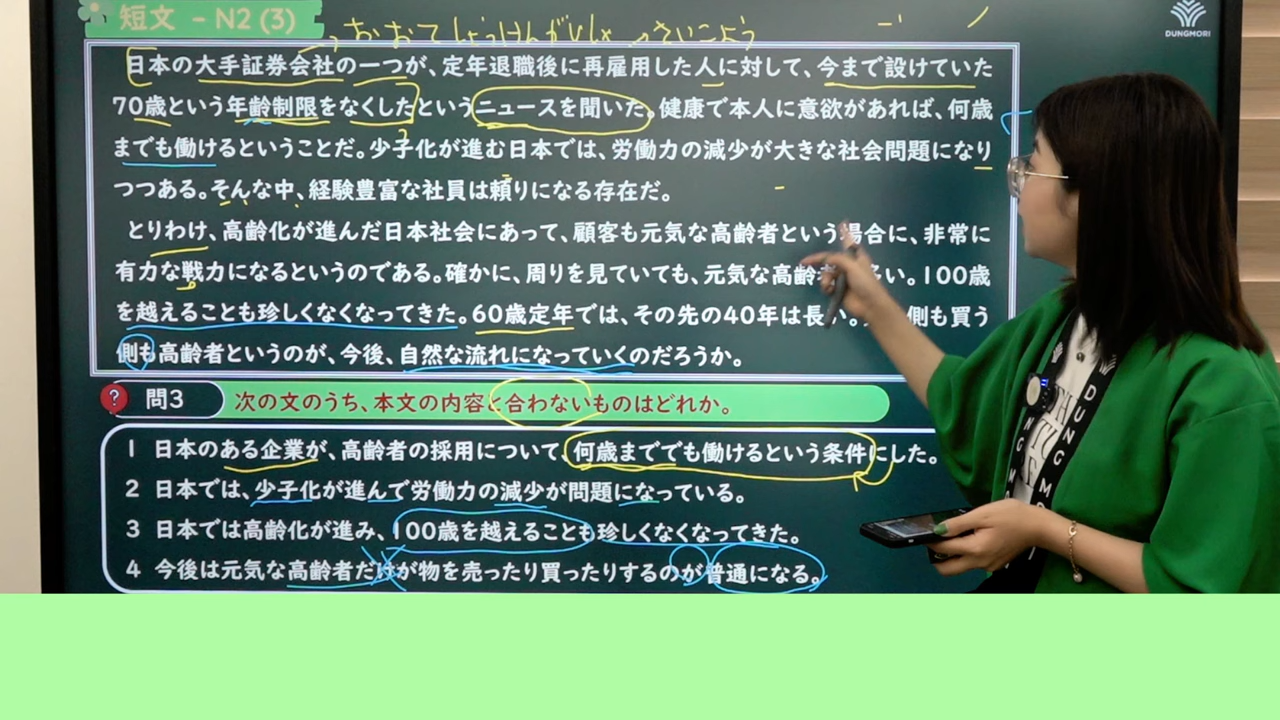 短文 - N2 (3)
おおて しょうけんがいしゃ さいこよう
DUNGMORI
日本の大手証券会社の一つが、定年退職後に再雇用した人に対して、今まで設けていた
70歳という年齢制限をなくしたというニュースを聞いた。健康で本人に意欲があれば、何歳
までも働けるということだ。少子化が進む日本では、労働力の減少が大きな社会問題になり
つつある。そんな中、経験豊富な社員は頼りになる存在だ。
とりわけ、高齢化が進んだ日本社会にあって、顧客も元気な高齢者という場合に、非常に
有力な戦力になるというのである。確かに、周りを見ていても、元気な高齢 多い。100歳
を越えることも珍しくなくなってきた。60歳定年では、その先の40年は長い。 側も買う
側も高齢者というのが、今後、自然な流れになっていくのだろうか。
? 問3 次の文のうち、本文の内容と合わないものはどれか。
1 日本のある企業が、高齢者の採用について、何歳まででも働けるという条件にした。
2 日本では、少子化が進んで労働力の減少が問題になっている。
3 日本では高齢化が進み、100歳を越えることも珍しくなくなってきた。
4 今後は元気な高齢者だけが物を売ったり買ったりするのが普通になる。
DUNG